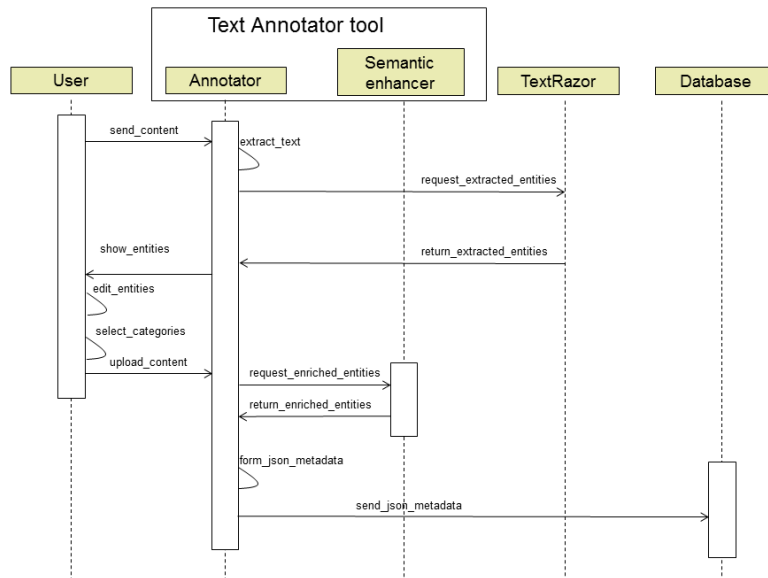 Text Annotator tool
User
Annotator
Semantic
enhancer
TextRazor
Database
send_content
extract_text
request_extracted_entities
show_entities
return_extracted_entities
edit_entities
select_categories
upload_content
request_enriched_entities
return_enriched_entities
form_json_metadata
send_json_metadata